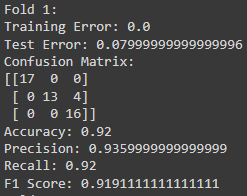 Fold 1:
Training Error: 0.0
Test Error: 0.07999999999999996
Confusion Matrix:
[[17  0  0]
 [ 0 13  4]
 [ 0  0 16]]
Accuracy: 0.92
Precision: 0.9359999999999999
Recall: 0.92
F1 Score: 0.9191111111111111